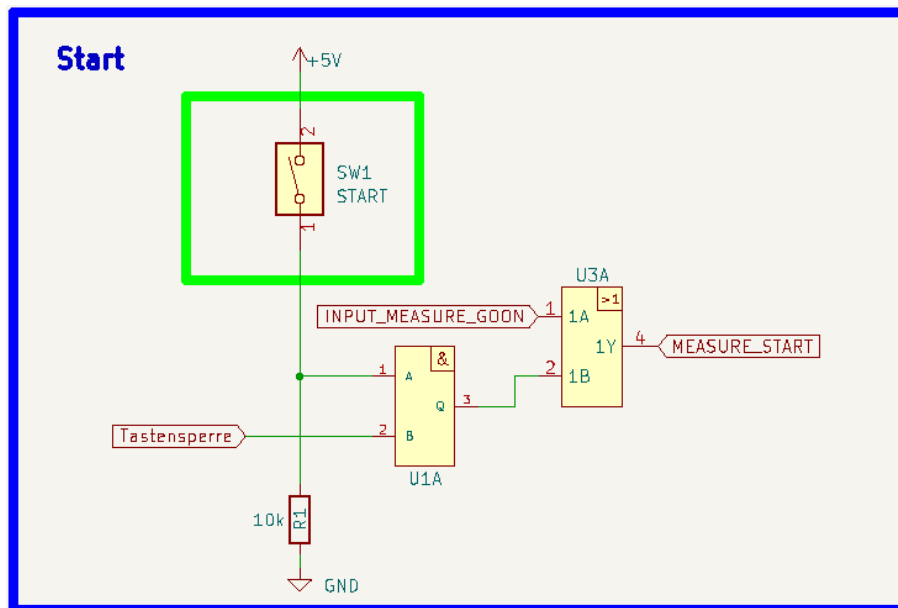 Start
+5V
2
SW1
START
1
U3A
>1
INPUT_MEASURE_GOON
1
1A
1Y
4
MEASURE_START
&
1
A
2
1B
Q
3
Tastensperre
2
B
U1A
10k
R1
GND